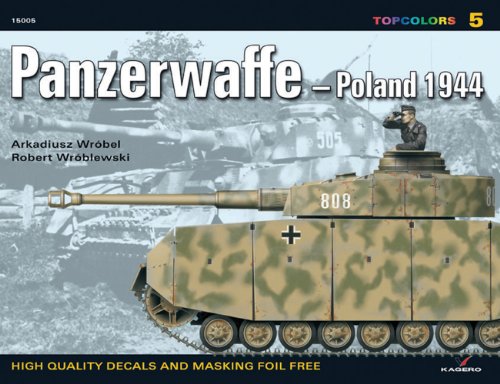 15005
TOPCOLORS 5
Panzerwaffe – Poland 1944
Arkadiusz Wróbel
Robert Wróblewski
505
808
HIGH QUALITY DECALS AND MASKING FOIL FREE
KAGERO